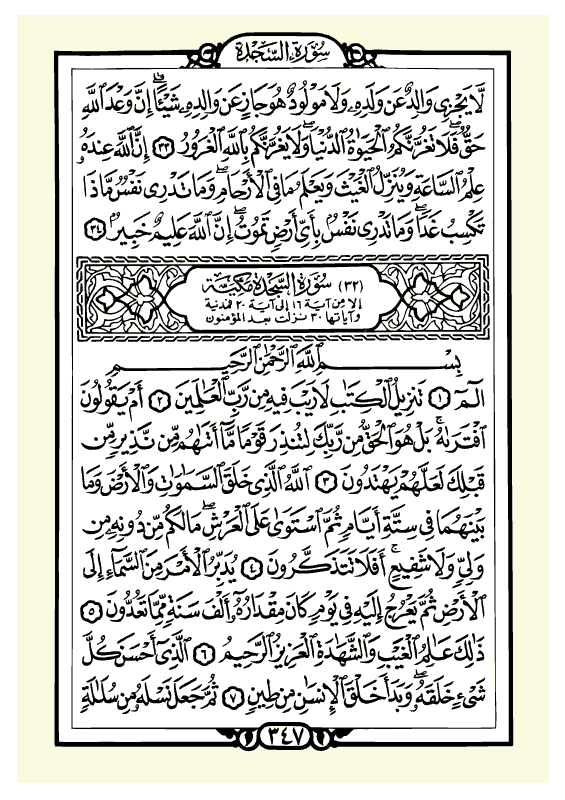 سُورَةُ السَّجْدَةِ
لَّا يَجْزِي وَالِدٌ عَن وَلَدِهِۦ وَلَا مَوْلُودٌ هُوَ جَازٍ عَن وَالِدِهِۦ شَيْـًٔا ۚ إِنَّ وَعْدَ ٱللَّهِ
حَقٌّ ۖ فَلَا تَغُرَّنَّكُمُ ٱلْحَيَوٰةُ ٱلدُّنْيَا وَلَا يَغُرَّنَّكُم بِٱللَّهِ ٱلْغَرُورُ ﴿٣٣﴾ إِنَّ ٱللَّهَ عِندَهُۥ
عِلْمُ ٱلسَّاعَةِ وَيُنَزِّلُ ٱلْغَيْثَ وَيَعْلَمُ مَا فِى ٱلْأَرْحَامِ ۖ وَمَا تَدْرِى نَفْسٌ مَّاذَا
تَكْسِبُ غَدًا ۖ وَمَا تَدْرِى نَفْسٌۢ بِأَىِّ أَرْضٍ تَمُوتُ ۚ إِنَّ ٱللَّهَ عَلِيمٌ خَبِيرٌۢ ﴿٣٤﴾
(٣٢) سُورَةُ السَّجْدَةِ مَكِّيَّة
إلا من آية ١٦ إلى آية ٢٠ فمدنية
وآياتها ٣٠ نزلت بعد المؤمنون
بِسْمِ ٱللَّهِ ٱلرَّحْمَٰنِ ٱلرَّحِيمِ
الٓمٓ ﴿١﴾ تَنزِيلُ ٱلْكِتَٰبِ لَا رَيْبَ فِيهِ مِن رَّبِّ ٱلْعَٰلَمِينَ ﴿٢﴾ أَمْ يَقُولُونَ
ٱفْتَرَىٰهُ ۚ بَلْ هُوَ ٱلْحَقُّ مِن رَّبِّكَ لِتُنذِرَ قَوْمًا مَّآ أَتَىٰهُم مِّن نَّذِيرٍ مِّن
قَبْلِكَ لَعَلَّهُمْ يَهْتَدُونَ ﴿٣﴾ ٱللَّهُ ٱلَّذِى خَلَقَ ٱلسَّمَٰوَٰتِ وَٱلْأَرْضَ وَمَا
بَيْنَهُمَا فِى سِتَّةِ أَيَّامٍ ثُمَّ ٱسْتَوَىٰ عَلَى ٱلْعَرْشِ ۖ مَا لَكُم مِّن دُونِهِۦ مِن
وَلِىٍّ وَلَا شَفِيعٍ ۚ أَفَلَا تَتَذَكَّرُونَ ﴿٤﴾ يُدَبِّرُ ٱلْأَمْرَ مِنَ ٱلسَّمَآءِ إِلَى
ٱلْأَرْضِ ثُمَّ يَعْرُجُ إِلَيْهِ فِى يَوْمٍ كَانَ مِقْدَارُهُۥٓ أَلْفَ سَنَةٍ مِّمَّا تَعُدُّونَ ﴿٥﴾
ذَٰلِكَ عَٰلِمُ ٱلْغَيْبِ وَٱلشَّهَٰدَةِ ٱلْعَزِيزُ ٱلرَّحِيمُ ﴿٦﴾ ٱلَّذِىٓ أَحْسَنَ كُلَّ
شَىْءٍ خَلَقَهُۥ ۖ وَبَدَأَ خَلْقَ ٱلْإِنسَٰنِ مِن طِينٍ ﴿٧﴾ ثُمَّ جَعَلَ نَسْلَهُۥ مِن سُلَٰلَةٍ
٣٤٧